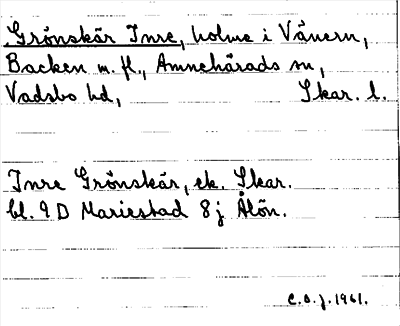 Grönskär Inre, holme i Vänern,
Backen m. fl., Amnehärads sn,
Vadsbo hd, Skar. l.
Inre Grönskär, ek. Skar.
bl. 9 D Mariestad 8 j Ålön.
C. O. J. 1961.